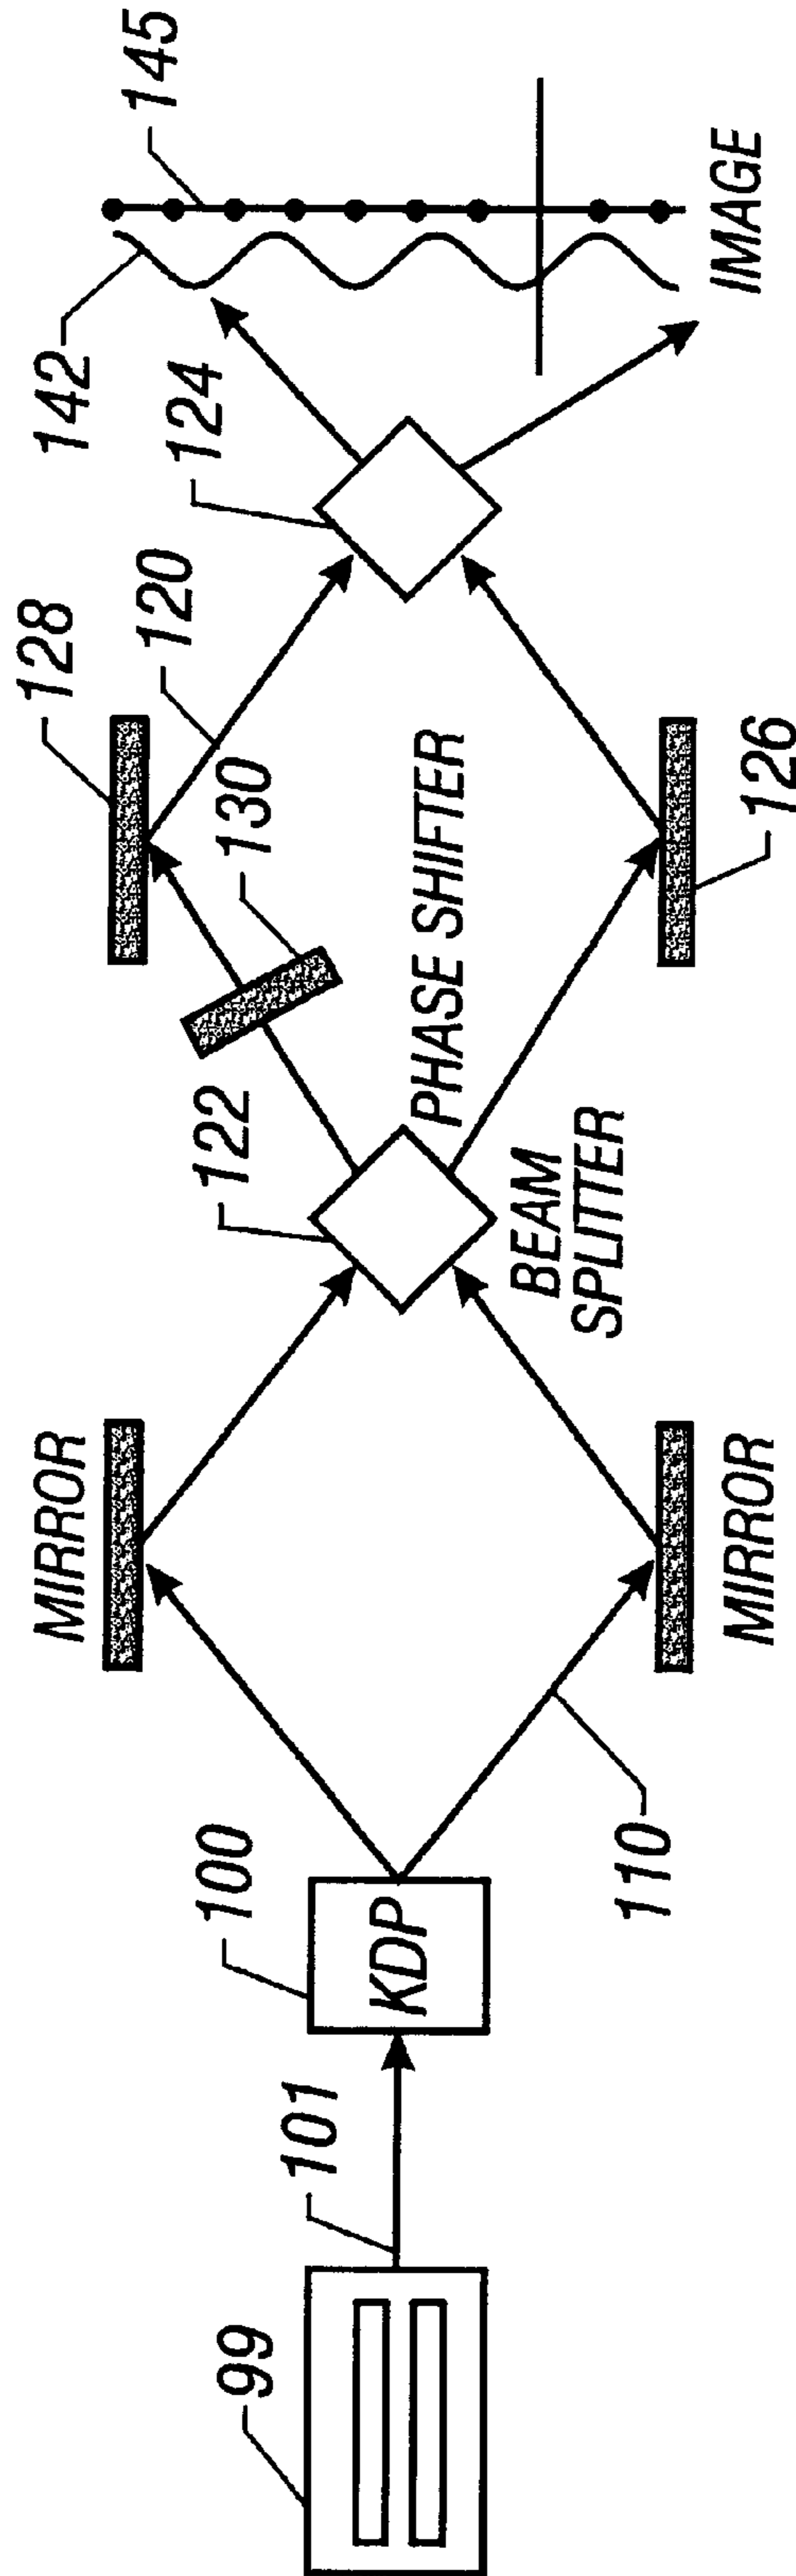 99
101
100
KDP
110
MIRROR
MIRROR
122
BEAM
SPLITTER
PHASE SHIFTER
130
128
120
126
124
142
145
IMAGE